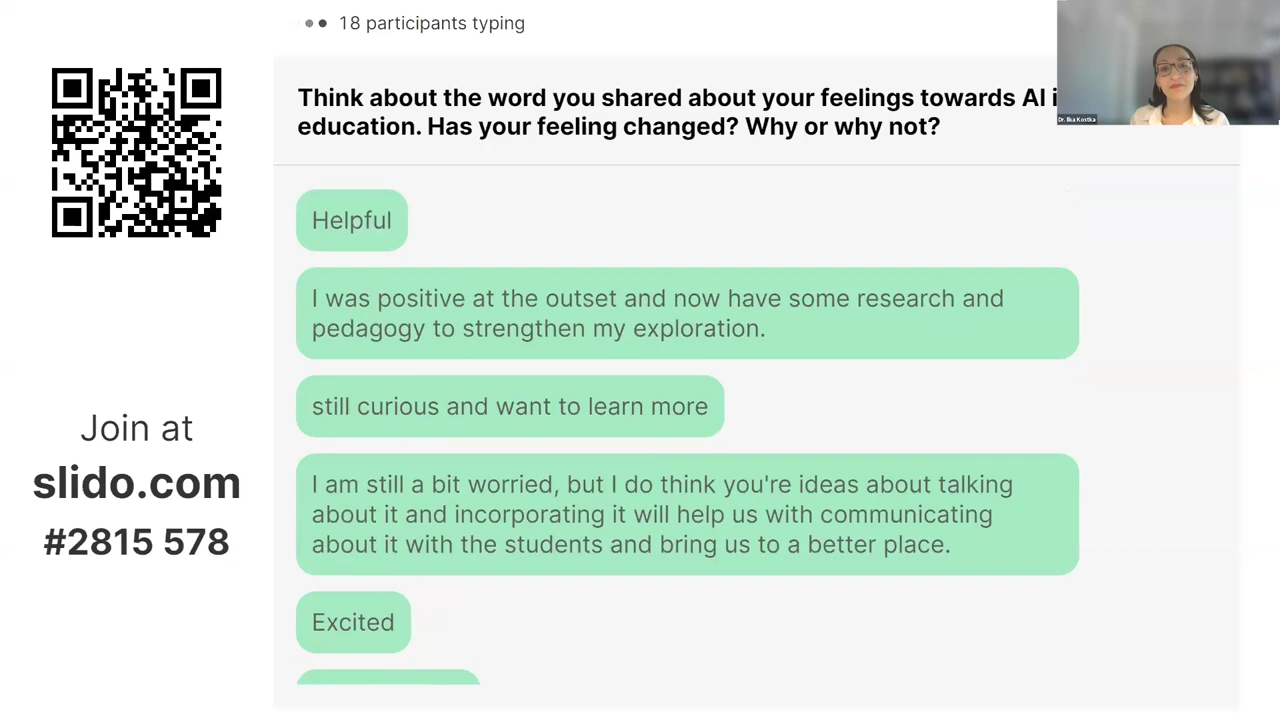 18 participants typing
Think about the word you shared about your feelings towards AI i
education. Has your feeling changed? Why or why not?
Dr. Ilka Kostka
Helpful
I was positive at the outset and now have some research and
pedagogy to strengthen my exploration.
still curious and want to learn more
I am still a bit worried, but I do think you're ideas about talking
about it and incorporating it will help us with communicating
about it with the students and bring us to a better place.
Excited
Join at
slido.com
#2815 578